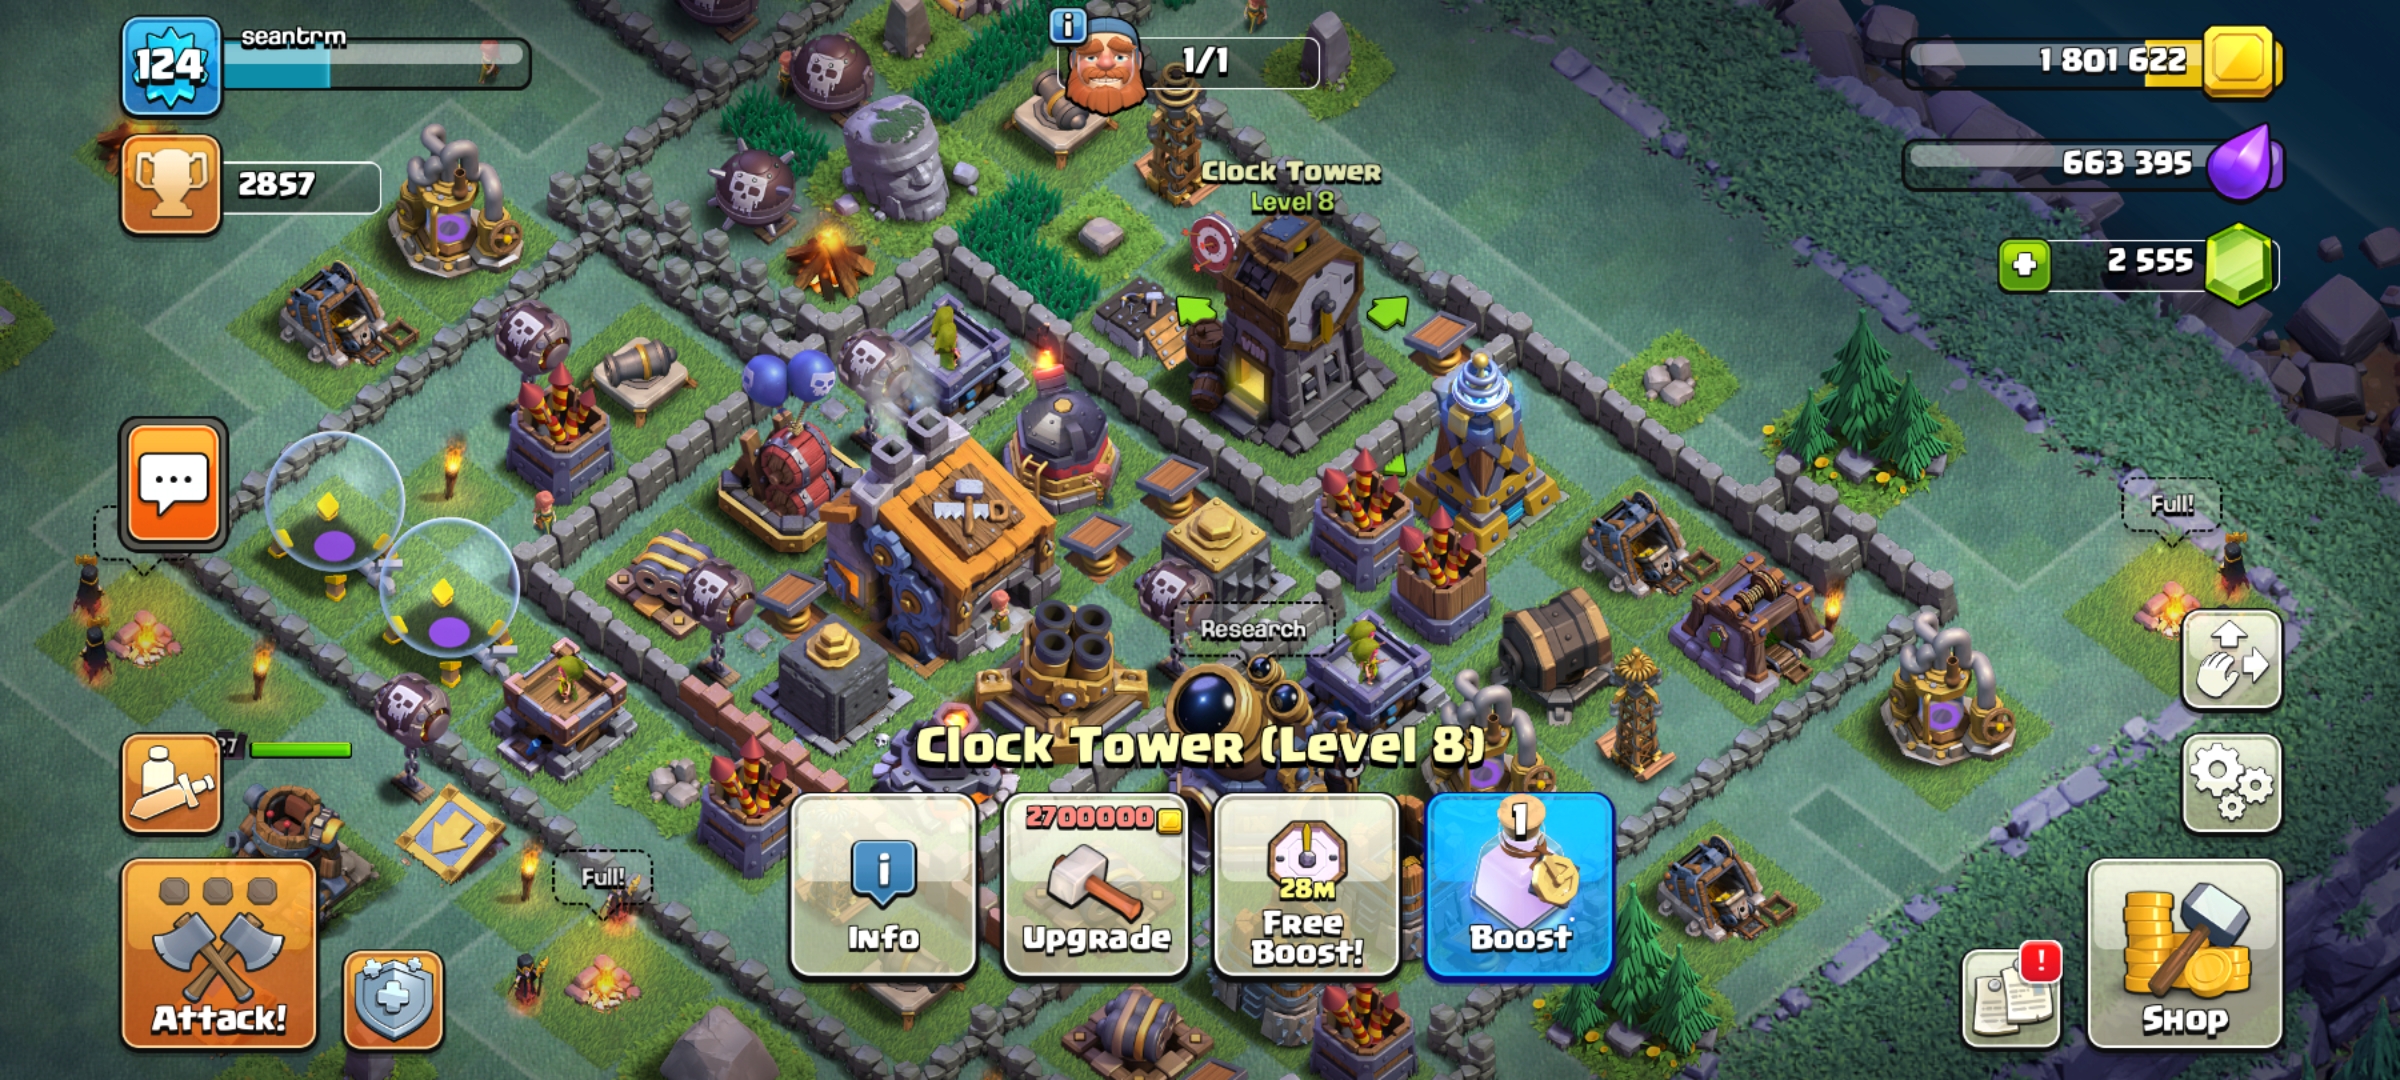 124
seantrm
1/1
1 801 622
663 395
2 555
2857
Clock Tower
Level 8
Full!
Research
Clock Tower (Level 8)
27
2700000
1
28M
Full!
Info
Upgrade
Free
Boost!
Boost
Attack!
!
Shop